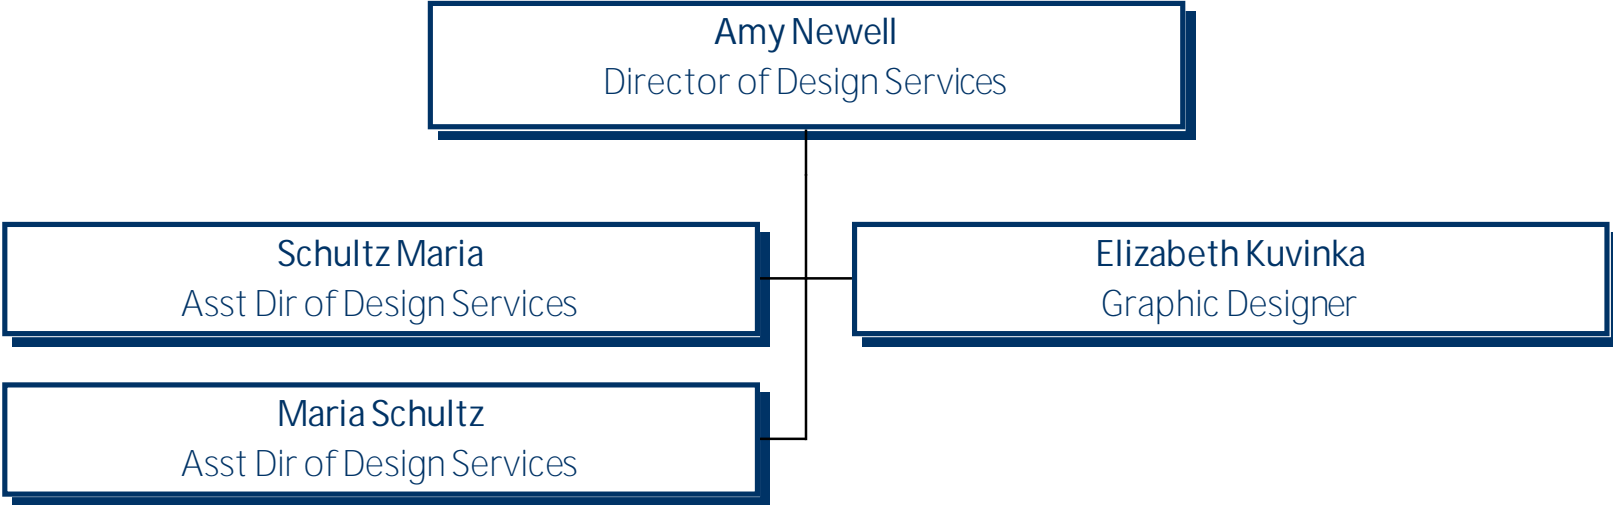 Amy Newell
Director of Design Services
Schultz Maria
Asst Dir of Design Services
Elizabeth Kuvinka
Graphic Designer
Maria Schultz
Asst Dir of Design Services